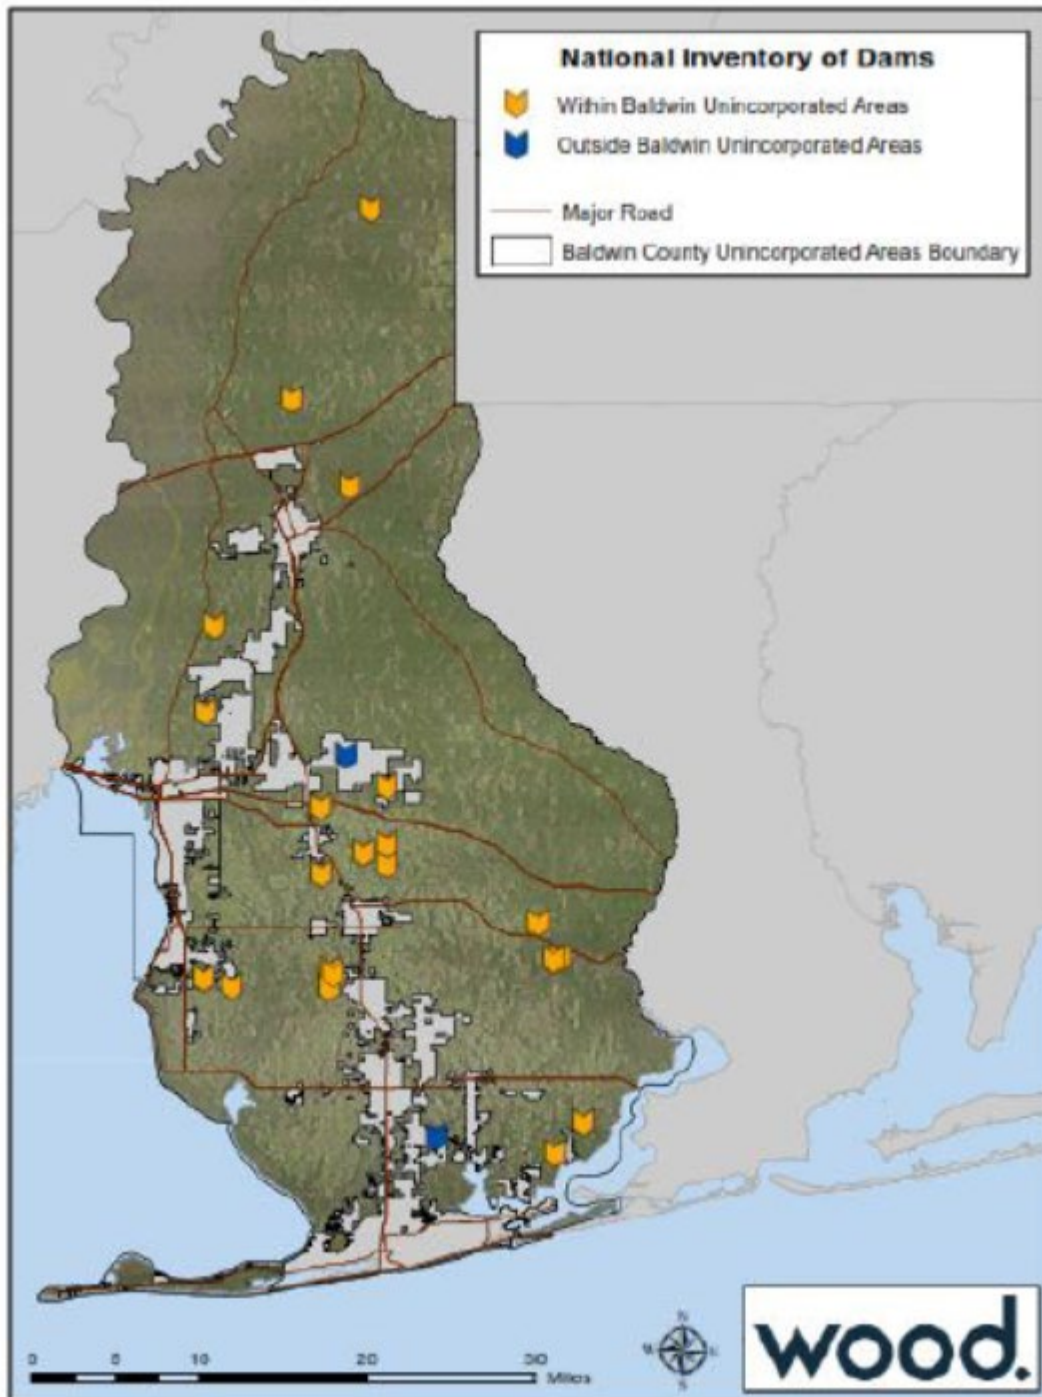 National Inventory of Dams
Within Baldwin Unincorporated Areas
Outside Baldwin Unincorporated Areas
Major Road
Baldwin County Unincorporated Areas Boundary
N
S
0 5 10 20 30 Miles
wood.